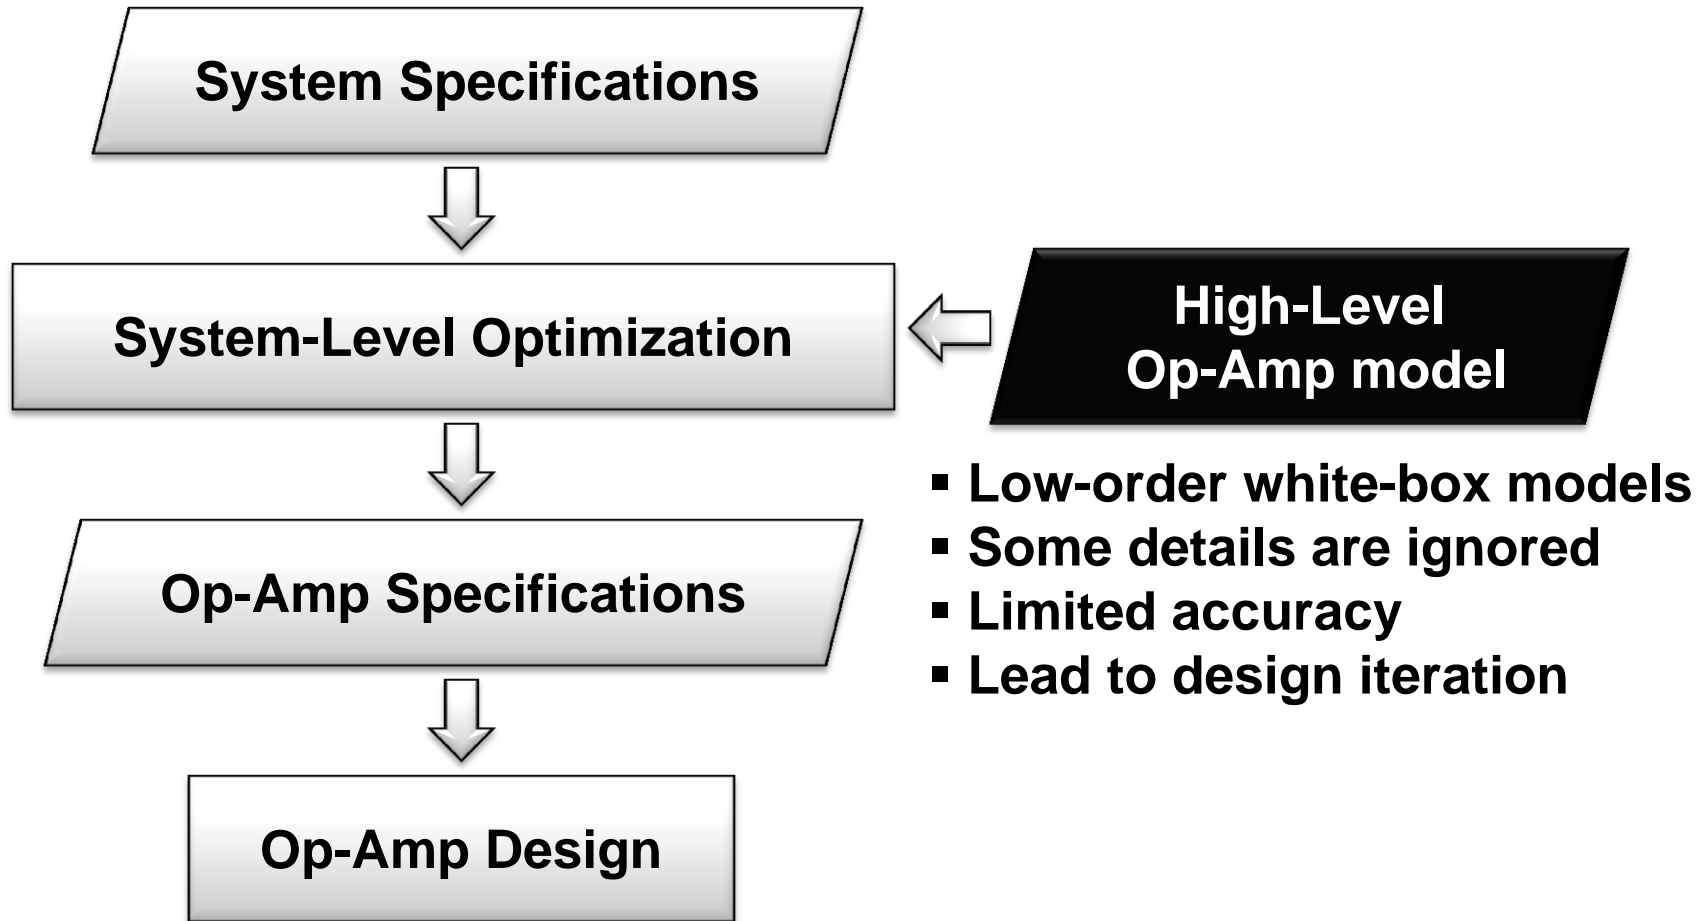 System Specifications
System-Level Optimization
High-Level
Op-Amp model
▪ Low-order white-box models
▪ Some details are ignored
▪ Limited accuracy
▪ Lead to design iteration
Op-Amp Specifications
Op-Amp Design